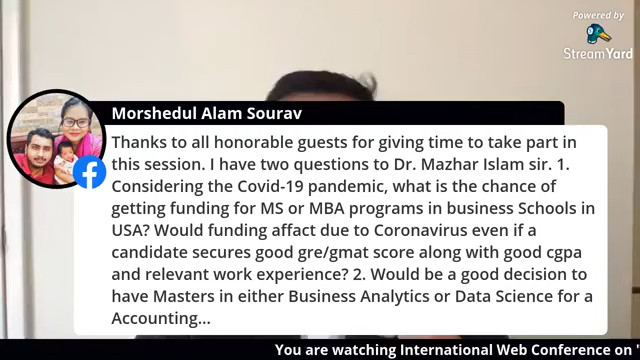 Powered by
StreamYard
Morshedul Alam Sourav
Thanks to all honorable guests for giving time to take part in
this session. I have two questions to Dr. Mazhar Islam sir. 1.
Considering the Covid-19 pandemic, what is the chance of
getting funding for MS or MBA programs in business Schools in
USA? Would funding affact due to Coronavirus even if a
candidate secures good gre/gmat score along with good cgpa
and relevant work experience? 2. Would be a good decision to
have Masters in either Business Analytics or Data Science for a
Accounting...
You are watching International Web Conference on '